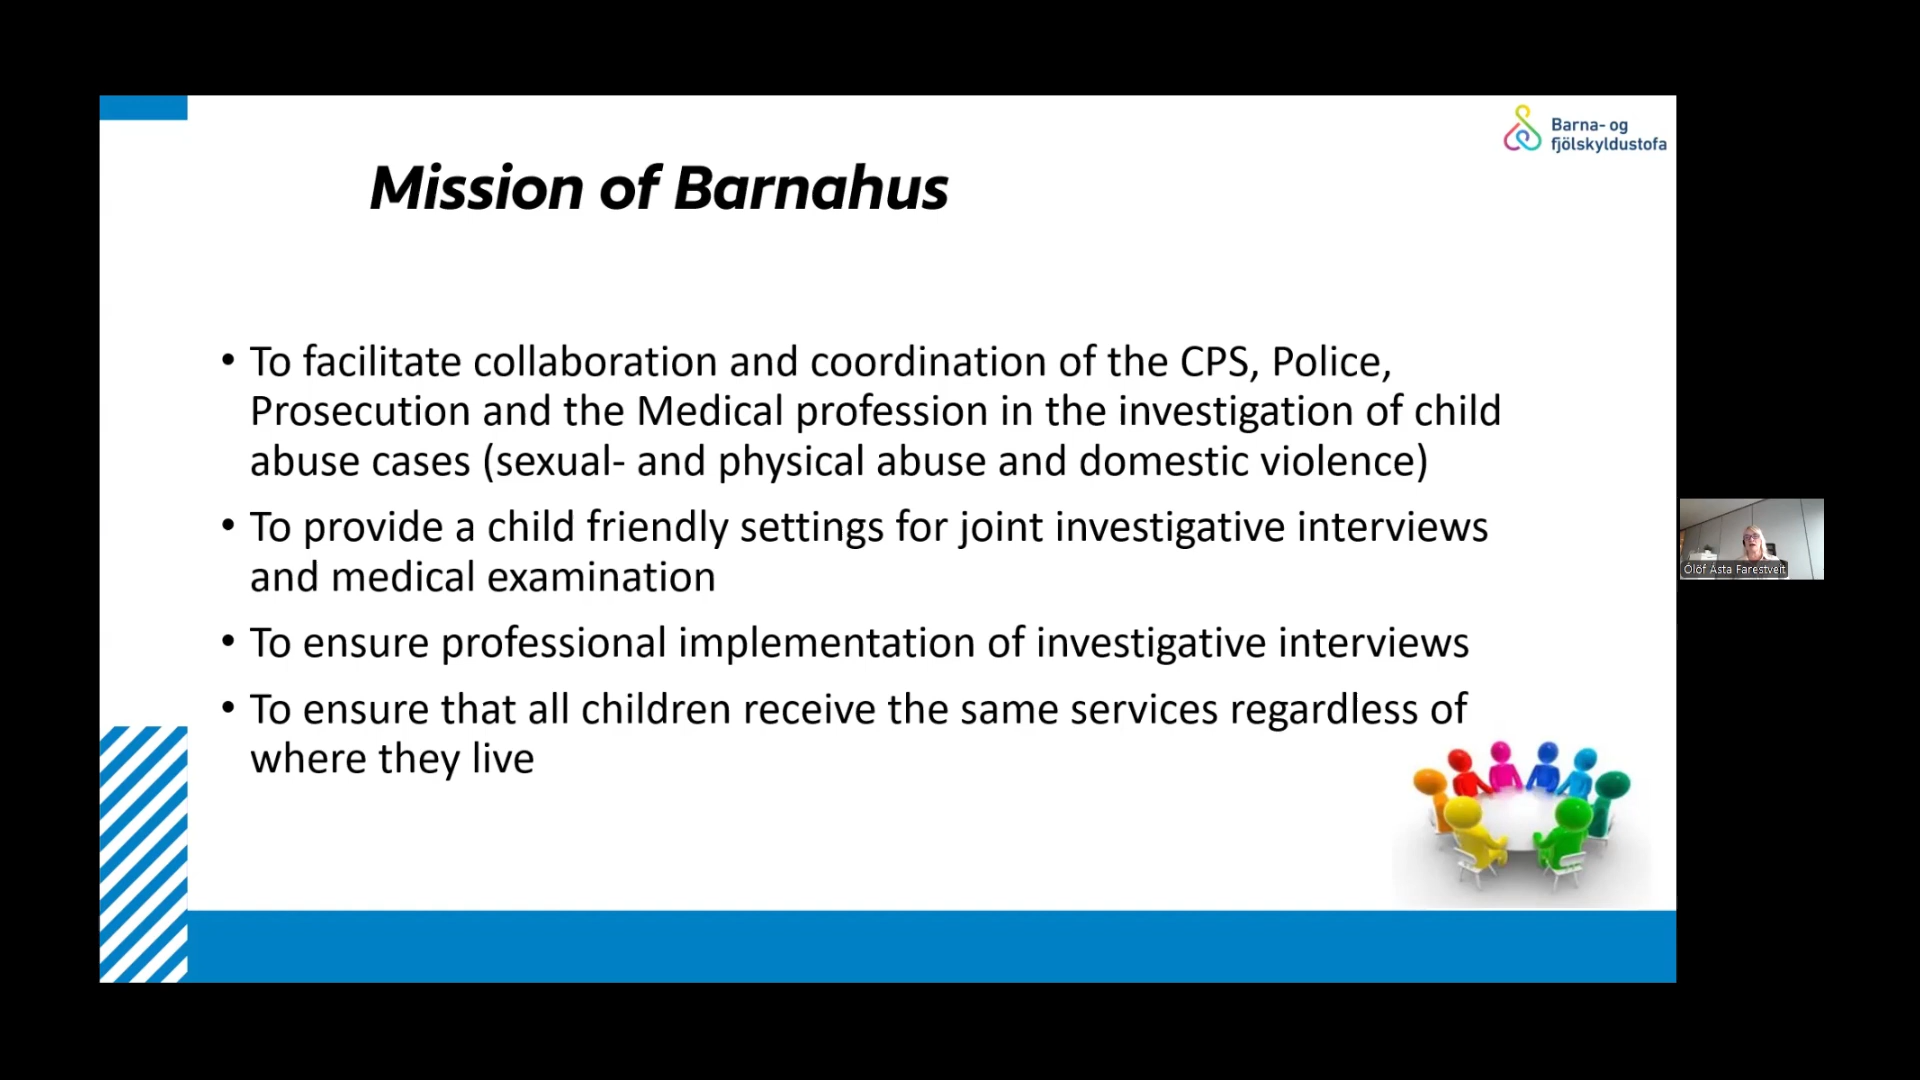 Barna- og
fjölskyldustofa
Mission of Barnahus
• To facilitate collaboration and coordination of the CPS, Police,
Prosecution and the Medical profession in the investigation of child
abuse cases (sexual- and physical abuse and domestic violence)
• To provide a child friendly settings for joint investigative interviews
and medical examination
• To ensure professional implementation of investigative interviews
• To ensure that all children receive the same services regardless of
where they live
Ólöf Ásta Farestveit